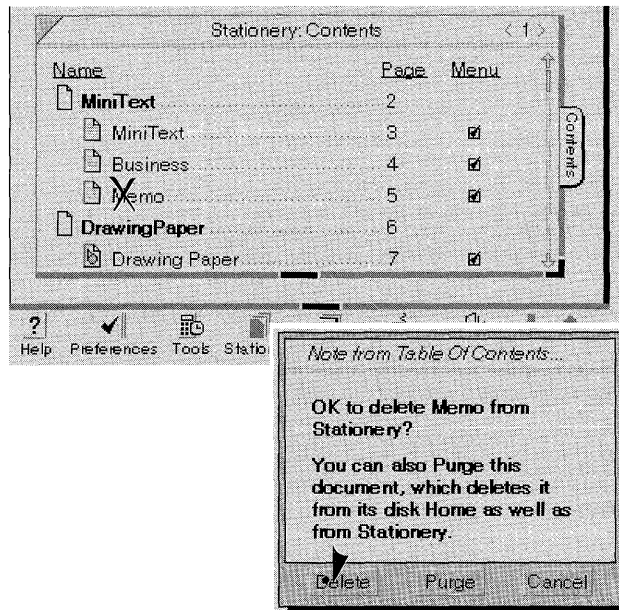 Stationery: Contents < 1 >
Name Page Menu
MiniText 2
MiniText 3
Business 4
Memo 5
DrawingPaper 6
Drawing Paper 7
Contents
? 
Help Preferences Tools Statio
Note from Table Of Contents...
OK to delete Memo from
Stationery?
You can also Purge this
document, which deletes it
from its disk Home as well as
from Stationery.
Delete Purge Cancel